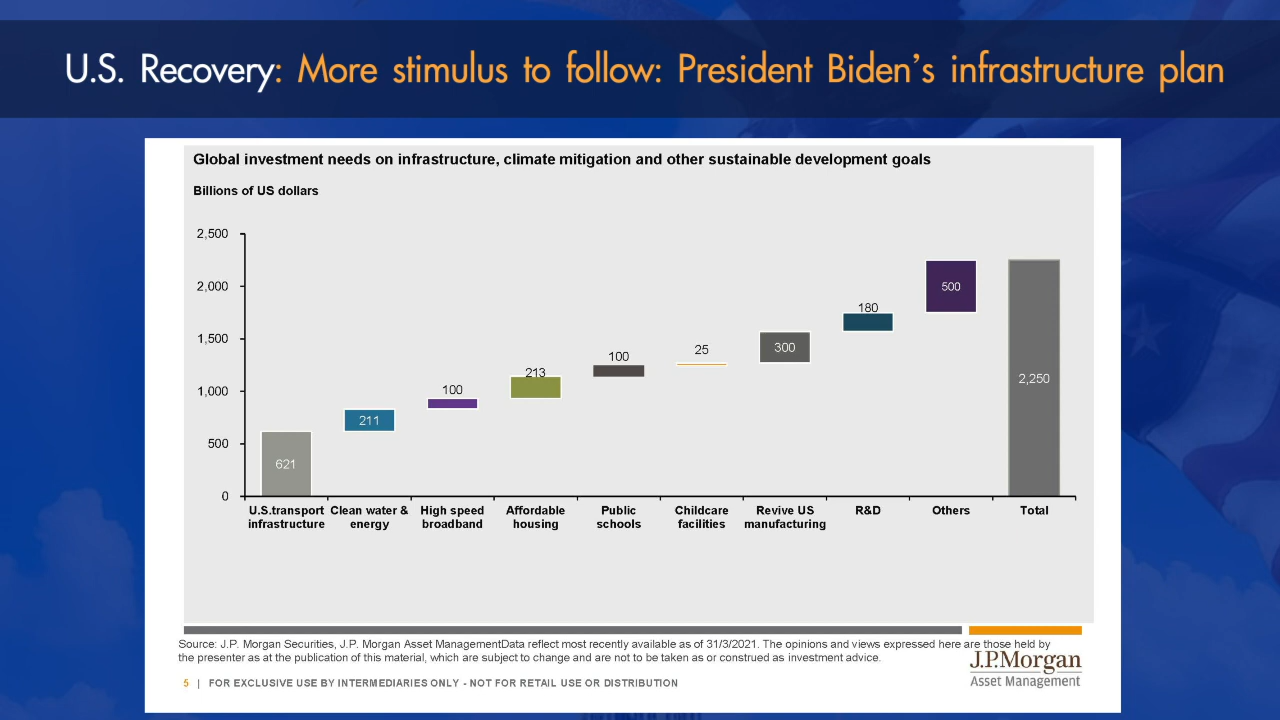 U.S. Recovery: More stimulus to follow: President Biden's infrastructure plan
Global investment needs on infrastructure, climate mitigation and other sustainable development goals
Billions of US dollars
2,500
2,000
1,500
1,000
500
0
621
211
100
213
100
25
300
180
500
2,250
U.S.transport infrastructure
Clean water & energy
High speed broadband
Affordable housing
Public schools
Childcare facilities
Revive US manufacturing
R&D
Others
Total
Source: J.P. Morgan Securities, J.P. Morgan Asset ManagementData reflect most recently available as of 31/3/2021. The opinions and views expressed here are those held by
the presenter as at the publication of this material, which are subject to change and are not to be taken as or construed as investment advice.
J.P.Morgan
Asset Management
5 | FOR EXCLUSIVE USE BY INTERMEDIARIES ONLY - NOT FOR RETAIL USE OR DISTRIBUTION